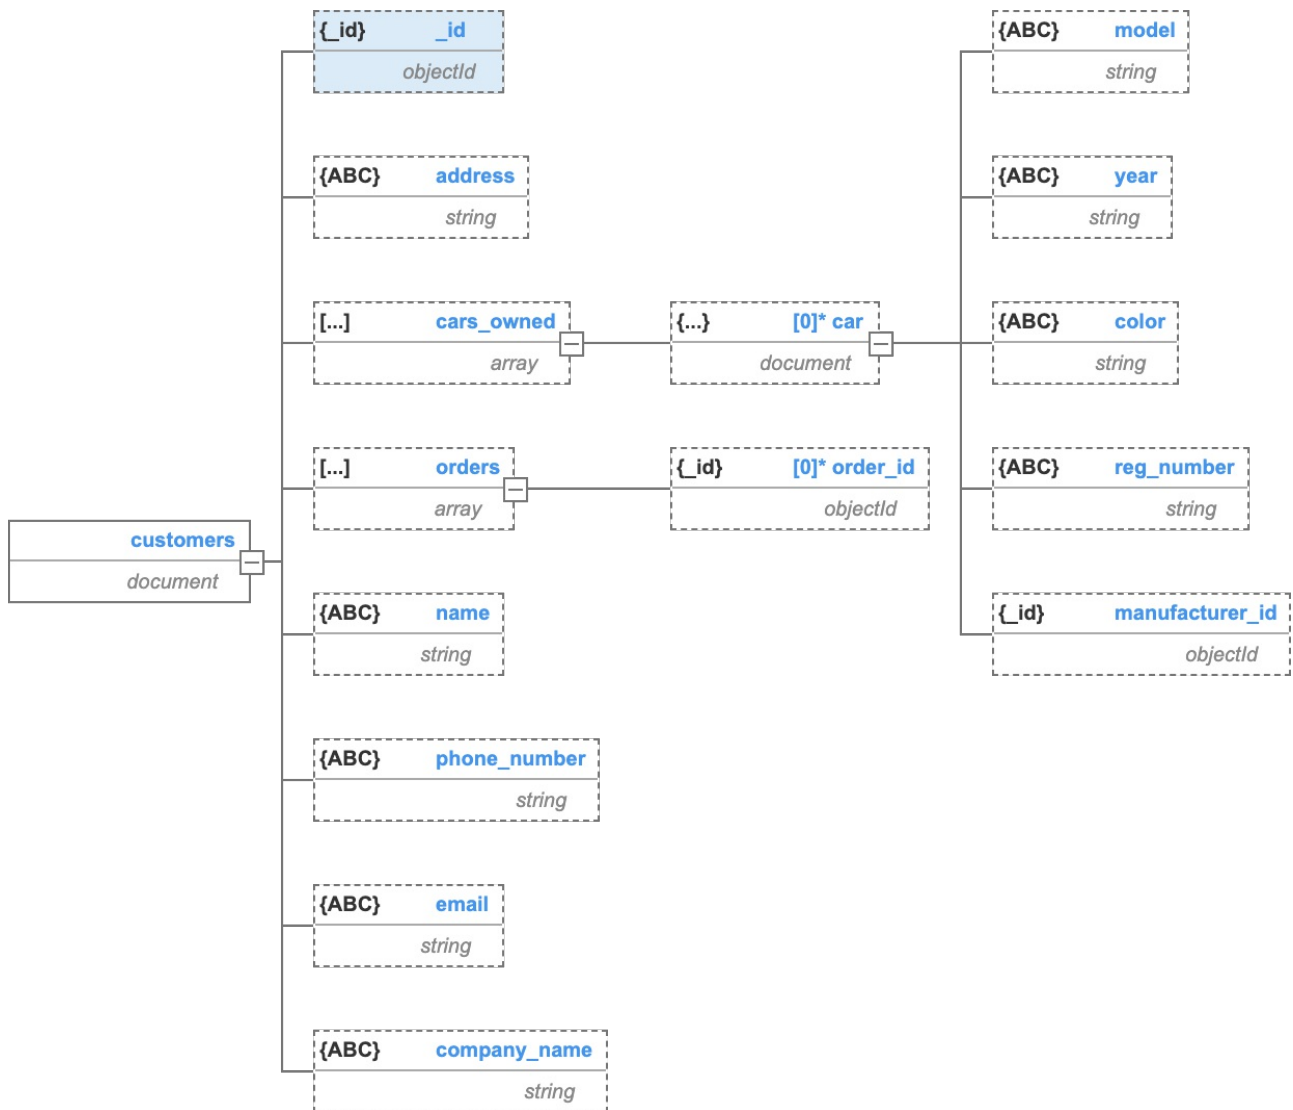 {_id} _id
objectId
{ABC} address
string
[...] cars_owned
array
[...] orders
array
customers
document
{ABC} name
string
{ABC} phone_number
string
{ABC} email
string
{ABC} company_name
string
{...} [0]* car
document
{_id} [0]* order_id
objectId
{ABC} model
string
{ABC} year
string
{ABC} color
string
{ABC} reg_number
string
{_id} manufacturer_id
objectId